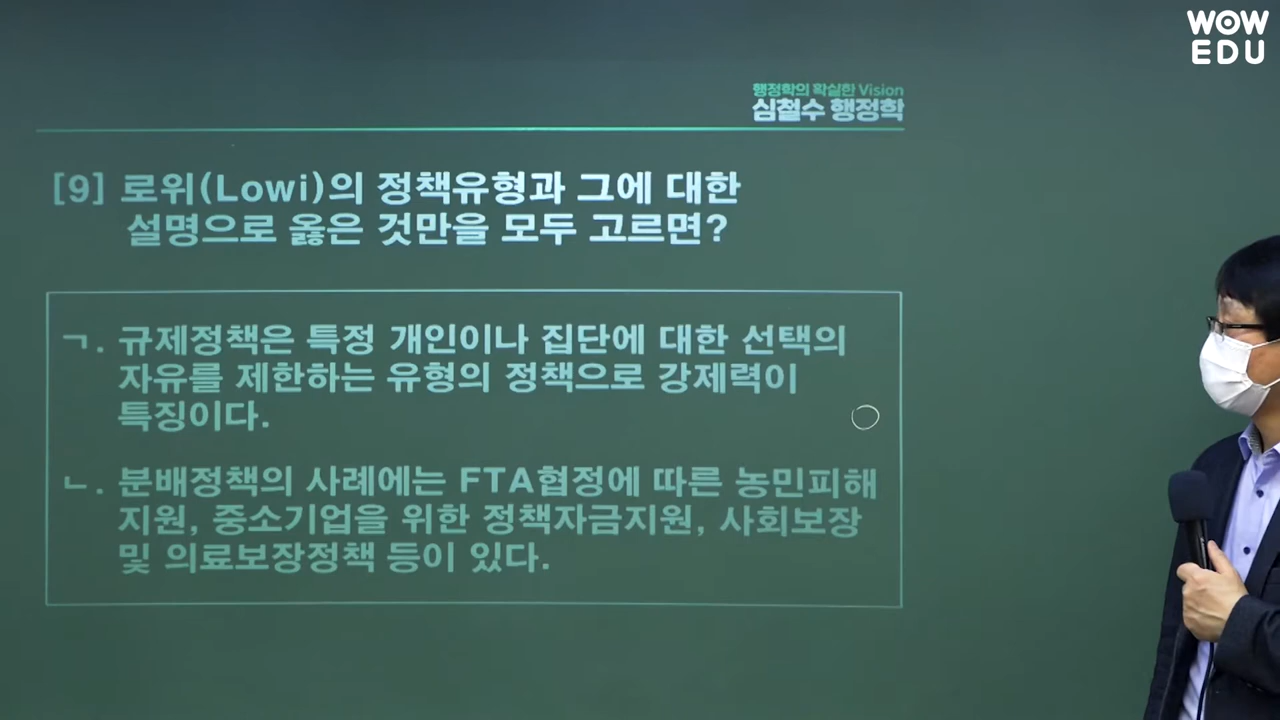 WOW
EDU
행정학의 확실한 Vision
심철수 행정학
[9] 로위(Lowi)의 정책유형과 그에 대한
설명으로 옳은 것만을 모두 고르면?
ㄱ. 규제정책은 특정 개인이나 집단에 대한 선택의
자유를 제한하는 유형의 정책으로 강제력이
특징이다.
ㄴ. 분배정책의 사례에는 FTA협정에 따른 농민피해
지원, 중소기업을 위한 정책자금지원, 사회보장
및 의료보장정책 등이 있다.